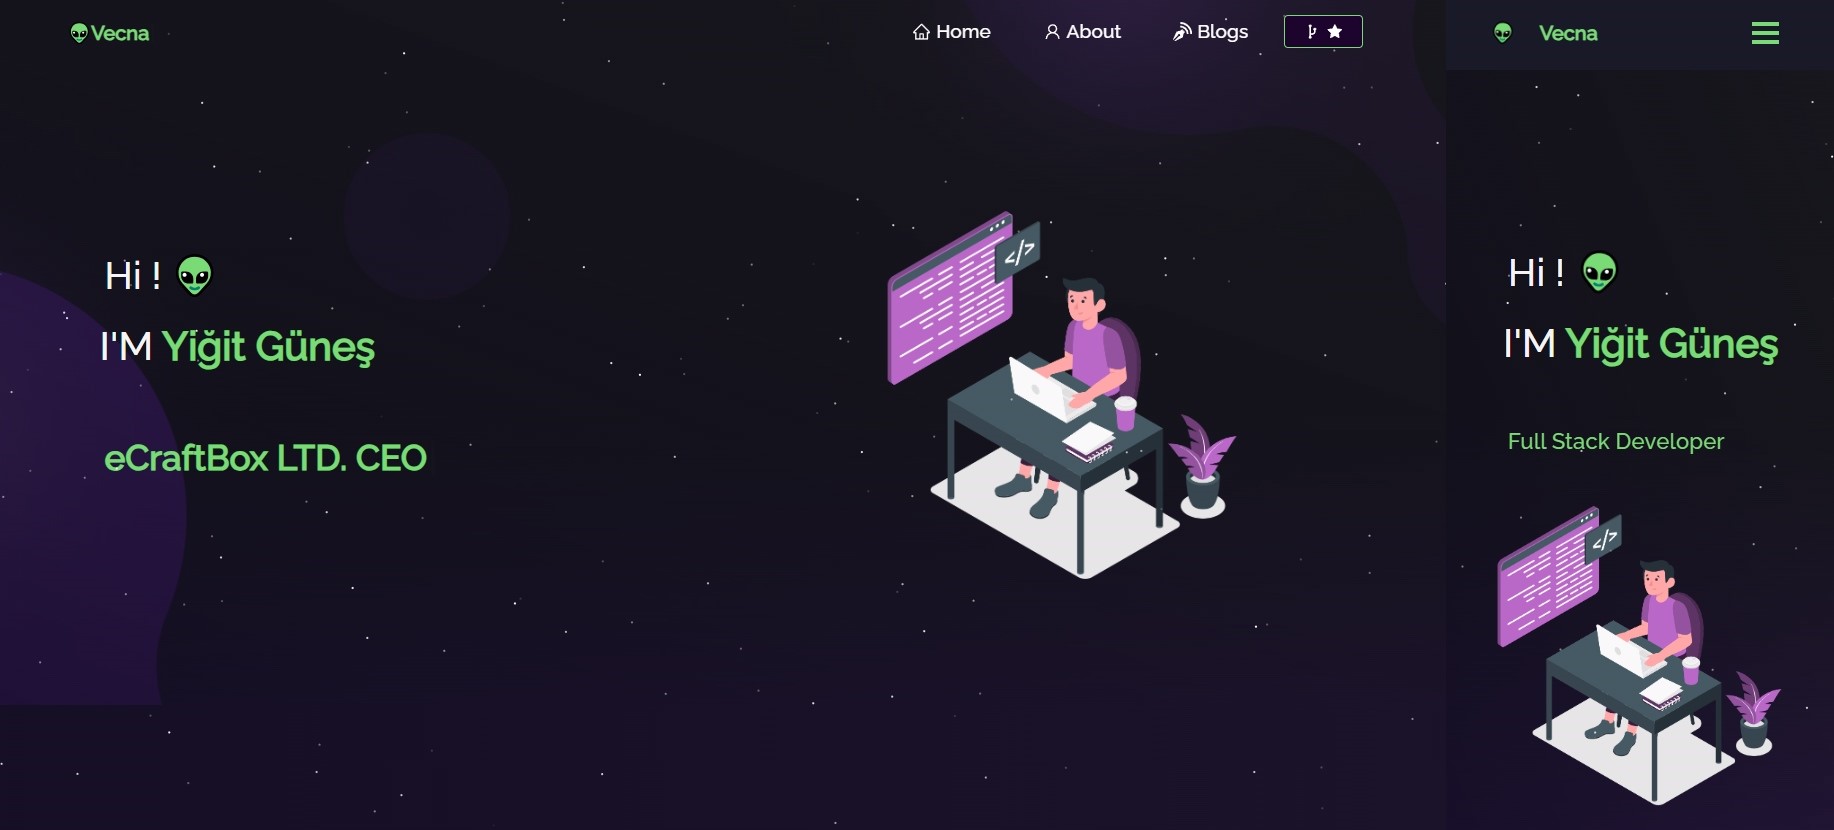 Vecna
Home
About
Blogs
Hi !
I'M Yiğit Güneş
eCraftBox LTD. CEO
</>
Vecna
Hi !
I'M Yiğit Güneş
Full Stack Developer
</>